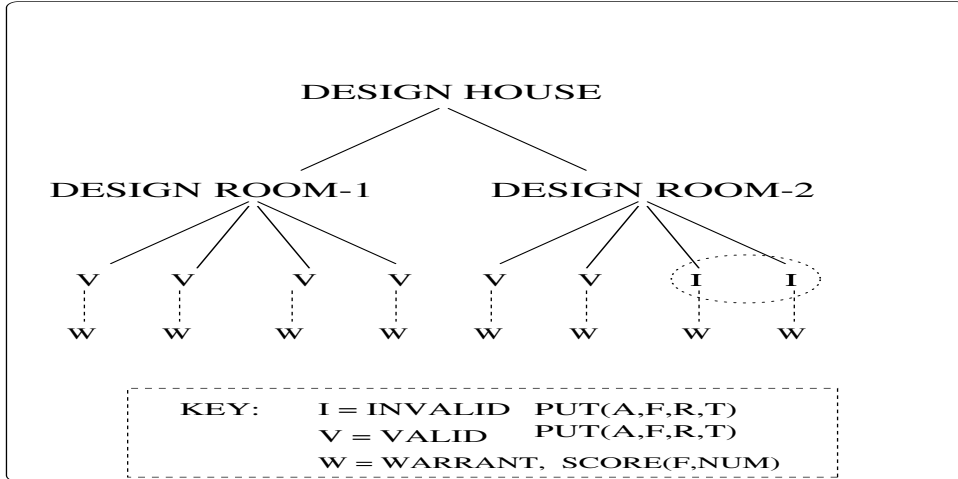 DESIGN HOUSE
DESIGN ROOM-1 DESIGN ROOM-2
V V V V V V I I
W W W W W W W W
KEY: I = INVALID PUT(A,F,R,T)
V = VALID PUT(A,F,R,T)
W = WARRANT, SCORE(F,NUM)